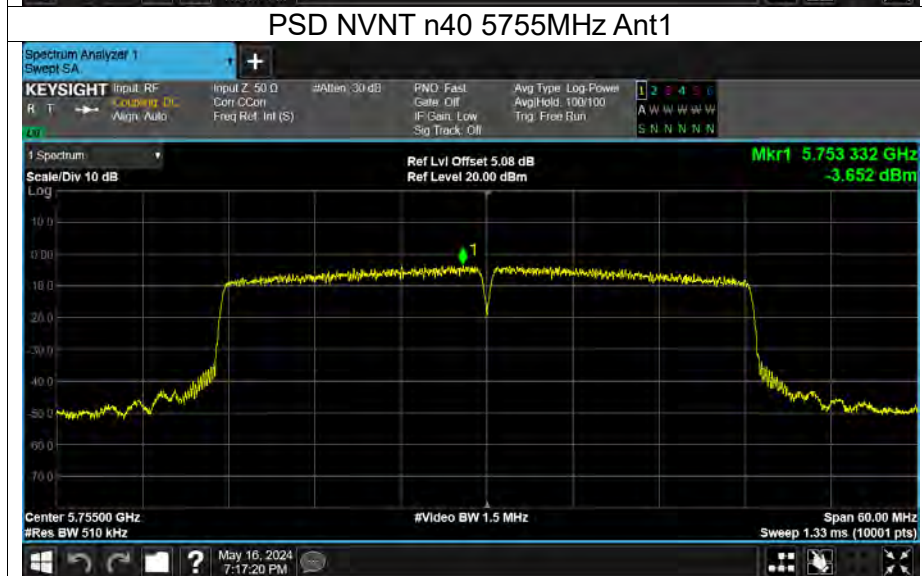 PSD NVNT n40 5755MHz Ant1
Spectrum Analyzer 1
Swept SA
+
KEYSIGHT Input: RF
R T Coupling: DC
Align: Auto
LXI
Input Z: 50 Ω
Corr CCorr
Freq Ref: Int (S)
#Atten: 30 dB
PNO: Fast
Gate: Off
IF Gain: Low
Sig Track: Off
Avg Type: Log-Power
Avg|Hold: 100/100
Trig: Free Run
1 2 3 4 5 6
A W W W W W
S N N N N N
1 Spectrum
Scale/Div 10 dB
Ref Lvl Offset 5.08 dB
Ref Level 20.00 dBm
Mkr1 5.753 332 GHz
-3.652 dBm
Log
10.0
0.00
-10.0
-20.0
-30.0
-40.0
-50.0
-60.0
-70.0
1
Center 5.75500 GHz
#Res BW 510 kHz
#Video BW 1.5 MHz
Span 60.00 MHz
Sweep 1.33 ms (10001 pts)
?
May 16, 2024
7:17:20 PM